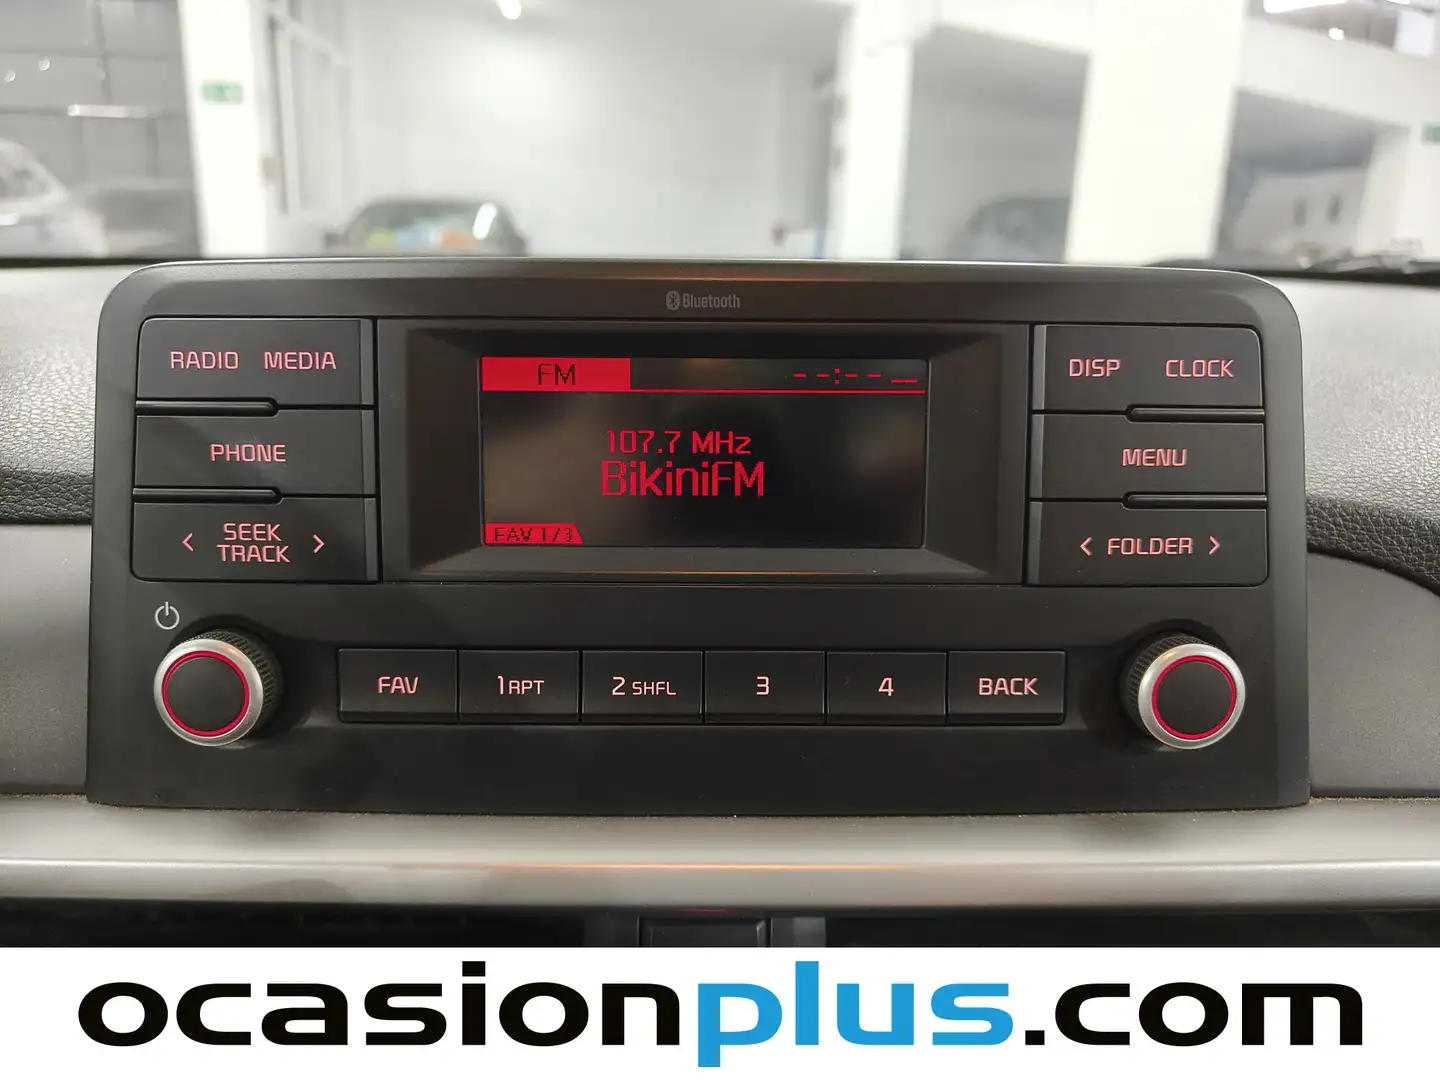 Bluetooth
RADIO MEDIA
PHONE
< SEEK TRACK >
FM --:-- __
107.7 MHz
BikiniFM
FAV 1/3
DISP CLOCK
MENU
< FOLDER >
FAV 1 RPT 2 SHFL 3 4 BACK
ocasionplus.com